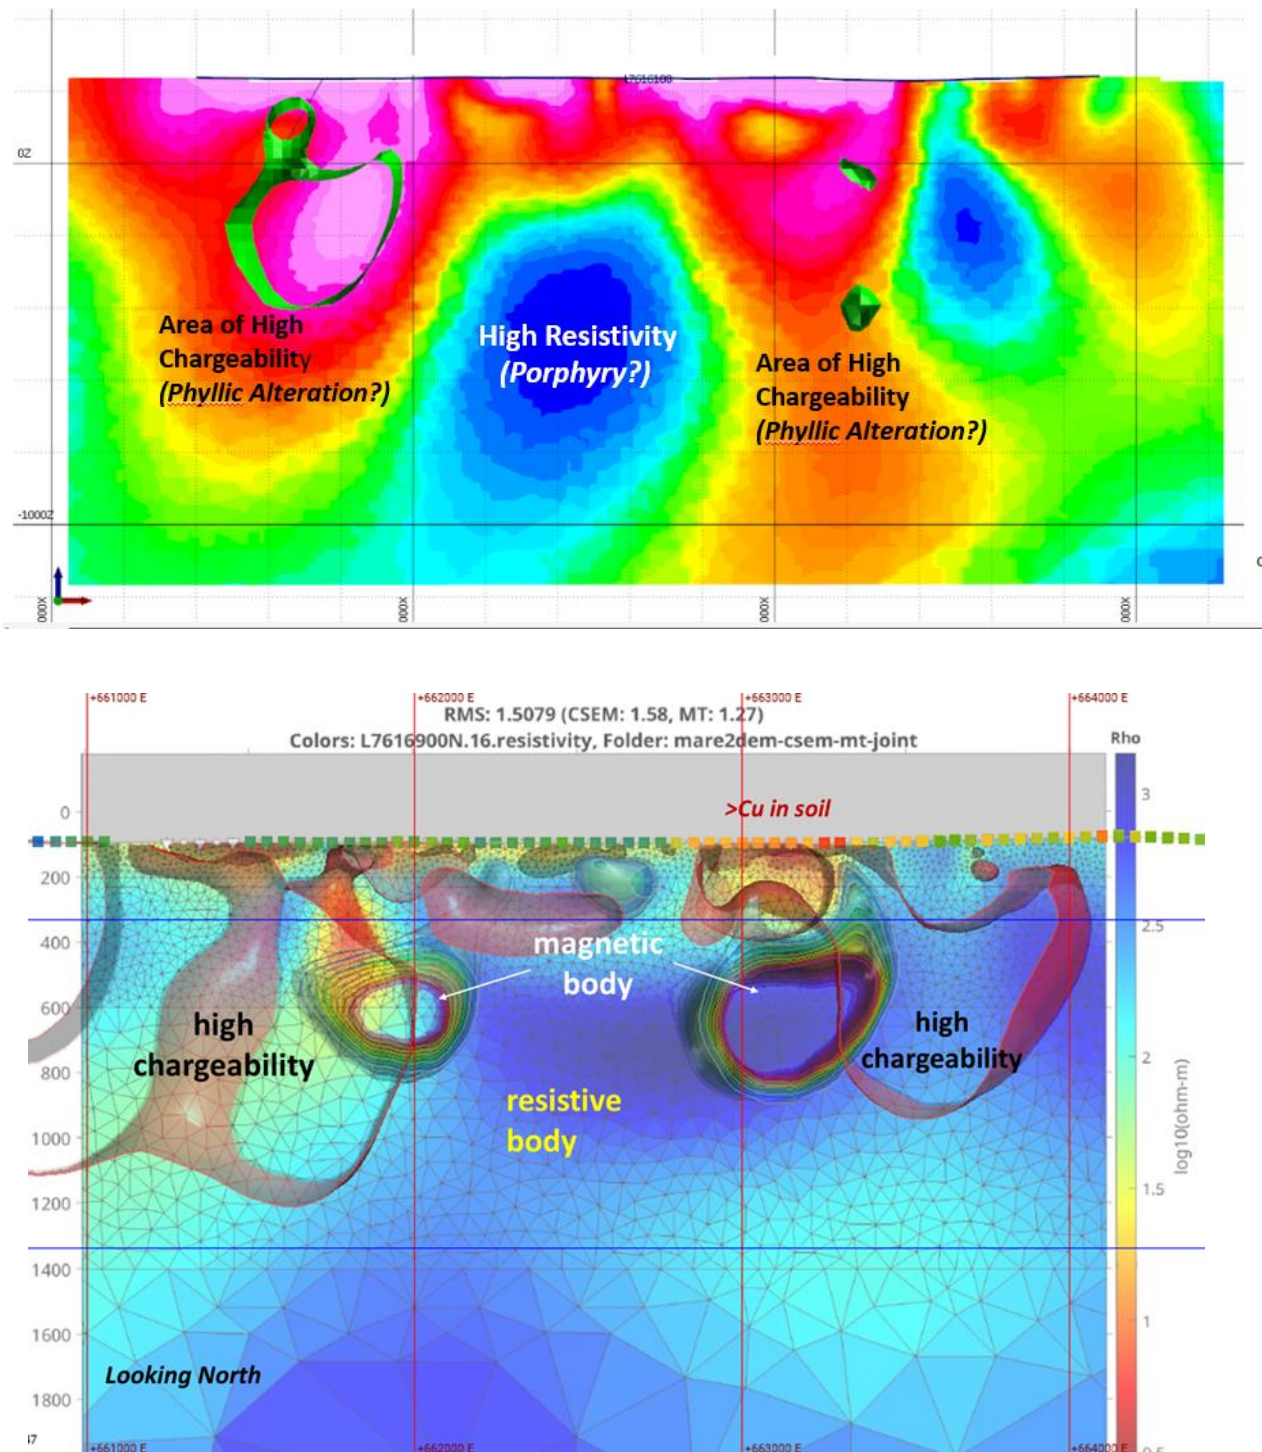 L7616100
0Z
Area of High
Chargeability
(Phyllic Alteration?)
High Resistivity
(Porphyry?)
Area of High
Chargeability
(Phyllic Alteration?)
-1000Z
000X
000X
000X
000X
+661000 E
+662000 E
+663000 E
+664000 E
RMS: 1.5079 (CSEM: 1.58, MT: 1.27)
Colors: L7616900N.16.resistivity, Folder: mare2dem-csem-mt-joint
Rho
>Cu in soil
0
200
400
600
800
1000
1200
1400
1600
1800
magnetic
body
high
chargeability
high
chargeability
resistive
body
Looking North
3
2.5
2
1.5
1
0.5
log10(ohm-m)
+661000 E
+662000 E
+663000 E
+664000 E